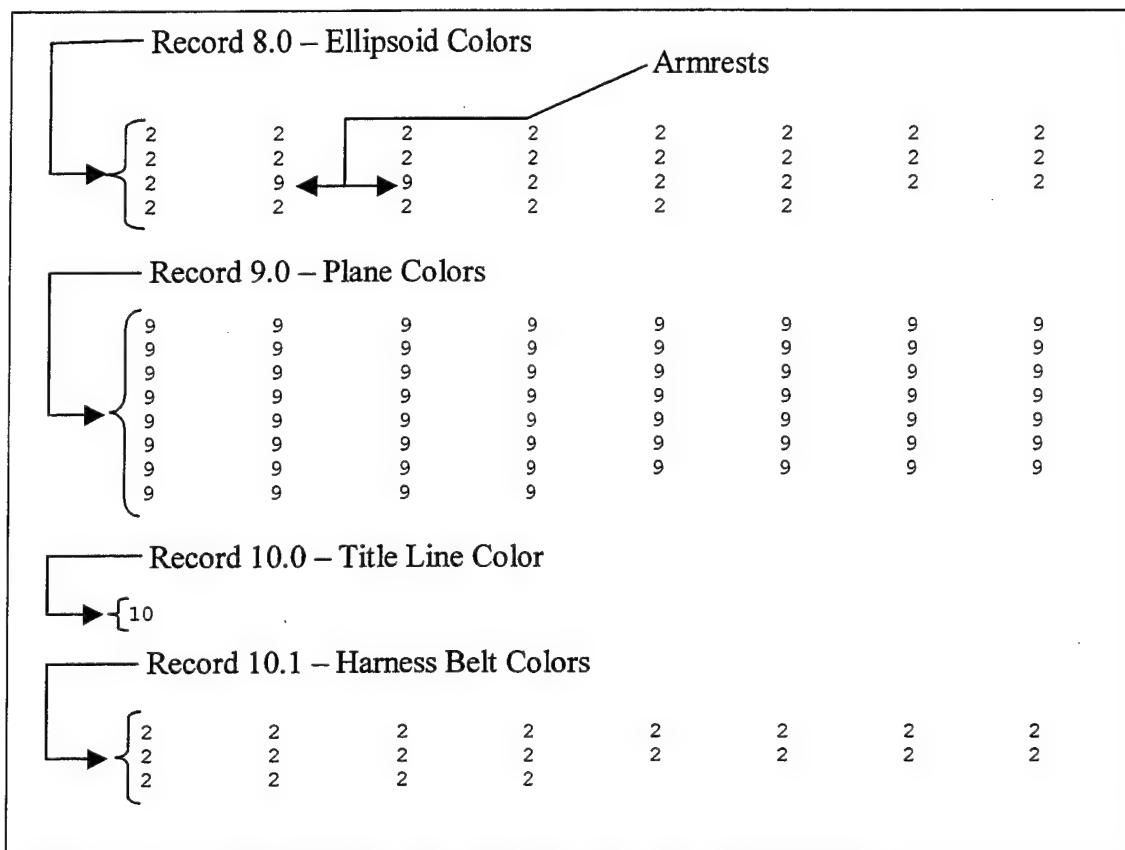 Record 8.0 – Ellipsoid Colors
Armrests
2 2 2 2 2 2 2 2
2 2 2 2 2 2 2 2
2 9 9 2 2 2 2 2
2 2 2 2 2 2
Record 9.0 – Plane Colors
9 9 9 9 9 9 9 9
9 9 9 9 9 9 9 9
9 9 9 9 9 9 9 9
9 9 9 9 9 9 9 9
9 9 9 9 9 9 9 9
9 9 9 9 9 9 9 9
9 9 9 9 9 9 9 9
9 9 9 9
Record 10.0 – Title Line Color
10
Record 10.1 – Harness Belt Colors
2 2 2 2 2 2 2 2
2 2 2 2 2 2 2 2
2 2 2 2